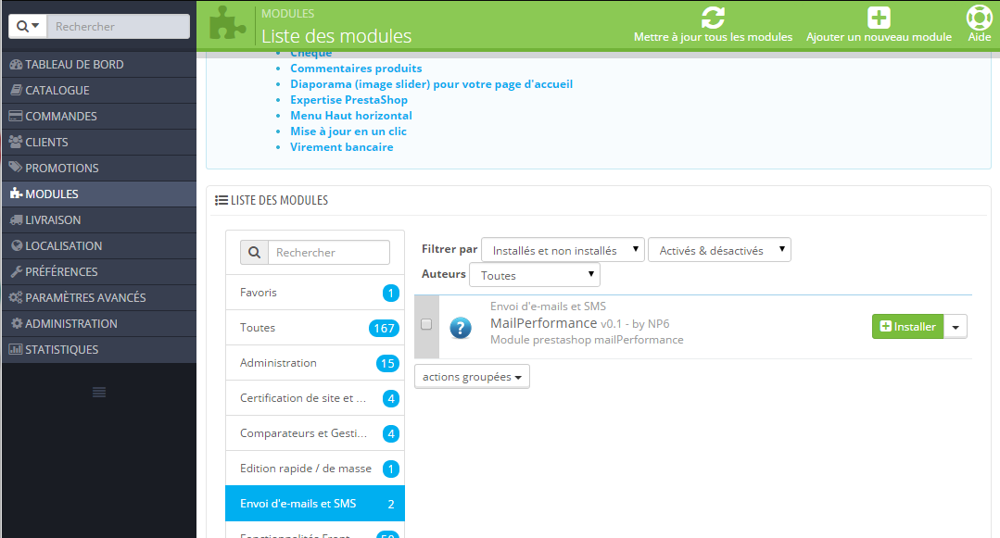 Rechercher
MODULES
Liste des modules
Mettre à jour tous les modules
Ajouter un nouveau module
Aide
TABLEAU DE BORD
CATALOGUE
COMMANDES
CLIENTS
PROMOTIONS
MODULES
LIVRAISON
LOCALISATION
PRÉFÉRENCES
PARAMÈTRES AVANCÉS
ADMINISTRATION
STATISTIQUES
Chèque
Commentaires produits
Diaporama (image slider) pour votre page d'accueil
Expertise PrestaShop
Menu Haut horizontal
Mise à jour en un clic
Virement bancaire
LISTE DES MODULES
Rechercher
Favoris 1
Toutes 167
Administration 15
Certification de site et ... 4
Comparateurs et Gesti... 4
Edition rapide / de masse 1
Envoi d'e-mails et SMS 2
Fonctionnalités Front ... 50
Filtrer par Installés et non installés Activés & désactivés
Auteurs Toutes
Envoi d'e-mails et SMS
MailPerformance v0.1 - by NP6
Module prestashop mailPerformance
Installer
actions groupées